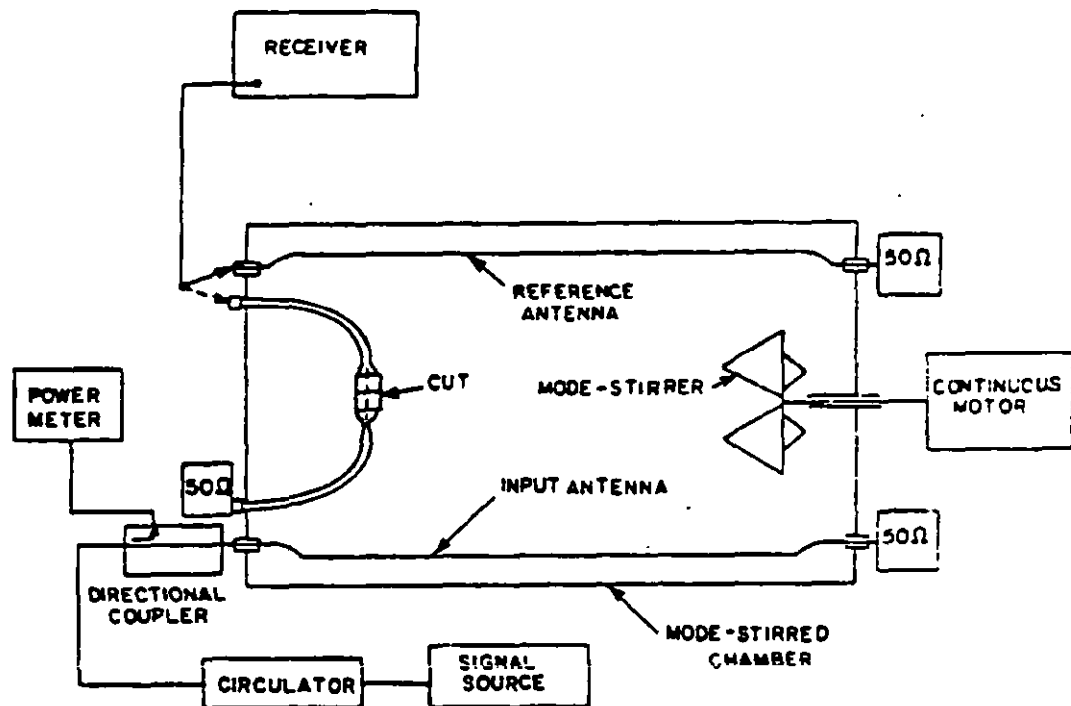 RECEIVER
50Ω
REFERENCE
ANTENNA
CUT
MODE-STIRRER
CONTINUCUS
MOTOR
POWER
METER
50Ω
INPUT ANTENNA
50Ω
DIRECTIONAL
COUPLER
MODE-STIRRED
CHAMBER
CIRCULATOR
SIGNAL
SOURCE